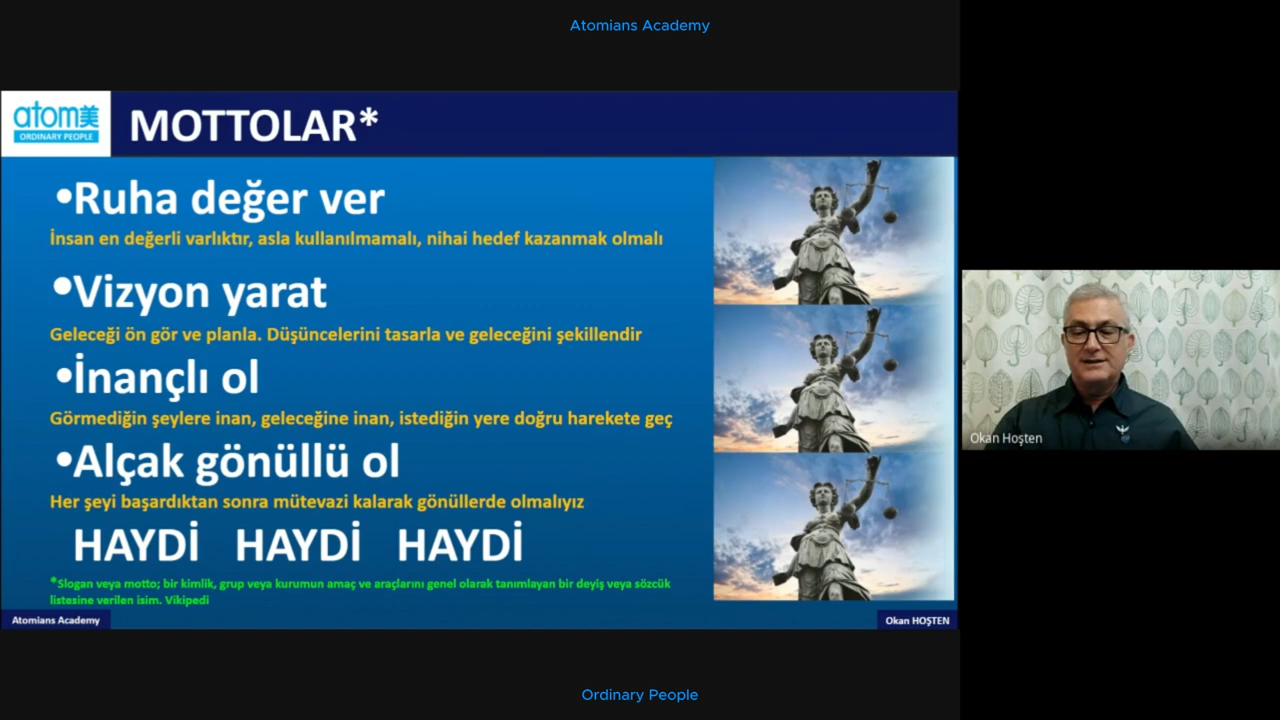 Atomians Academy
atom美
ORDINARY PEOPLE
MOTTOLAR*
•Ruha değer ver
İnsan en değerli varlıktır, asla kullanılmamalı, nihai hedef kazanmak olmalı
•Vizyon yarat
Geleceği ön gör ve planla. Düşüncelerini tasarla ve geleceğini şekillendir
•İnançlı ol
Görmediğin şeylere inan, geleceğine inan, istediğin yere doğru harekete geç
•Alçak gönüllü ol
Her şeyi başardıktan sonra mütevazi kalarak gönüllerde olmalıyız
HAYDİ HAYDİ HAYDİ
*Slogan veya motto; bir kimlik, grup veya kurumun amaç ve araçlarını genel olarak tanımlayan bir deyiş veya sözcük
listesine verilen isim. Vikipedi
Atomians Academy
Okan HOŞTEN
Okan Hoşten
Ordinary People